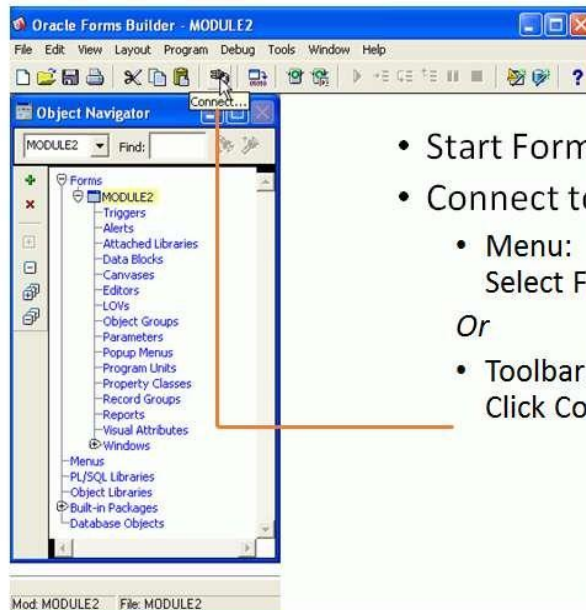 Oracle Forms Builder - MODULE2
File Edit View Layout Program Debug Tools Window Help
Connect...
Object Navigator
MODULE2 Find:
Forms
MODULE2
Triggers
Alerts
Attached Libraries
Data Blocks
Canvases
Editors
LOVs
Object Groups
Parameters
Popup Menus
Program Units
Property Classes
Record Groups
Reports
Visual Attributes
Windows
Menus
PL/SQL Libraries
Object Libraries
Built-in Packages
Database Objects
Mod: MODULE2 File: MODULE2
• Start Form
• Connect to
• Menu:
Select F
Or
• Toolbar
Click Co